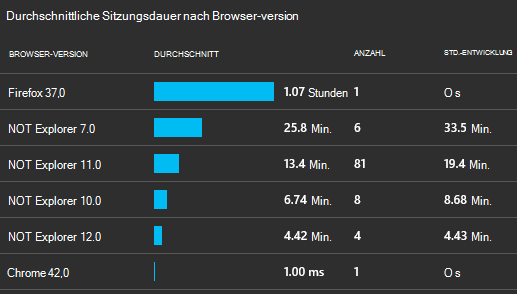 Durchschnittliche Sitzungsdauer nach Browser-version
BROWSER-VERSION DURCHSCHNITT ANZAHL STD.-ENTWICKLUNG
Firefox 37,0 1.07 Stunden 1 O s
NOT Explorer 7.0 25.8 Min. 6 33.5 Min.
NOT Explorer 11.0 13.4 Min. 81 19.4 Min.
NOT Explorer 10.0 6.74 Min. 8 8.68 Min.
NOT Explorer 12.0 4.42 Min. 4 4.43 Min.
Chrome 42,0 1.00 ms 1 O s